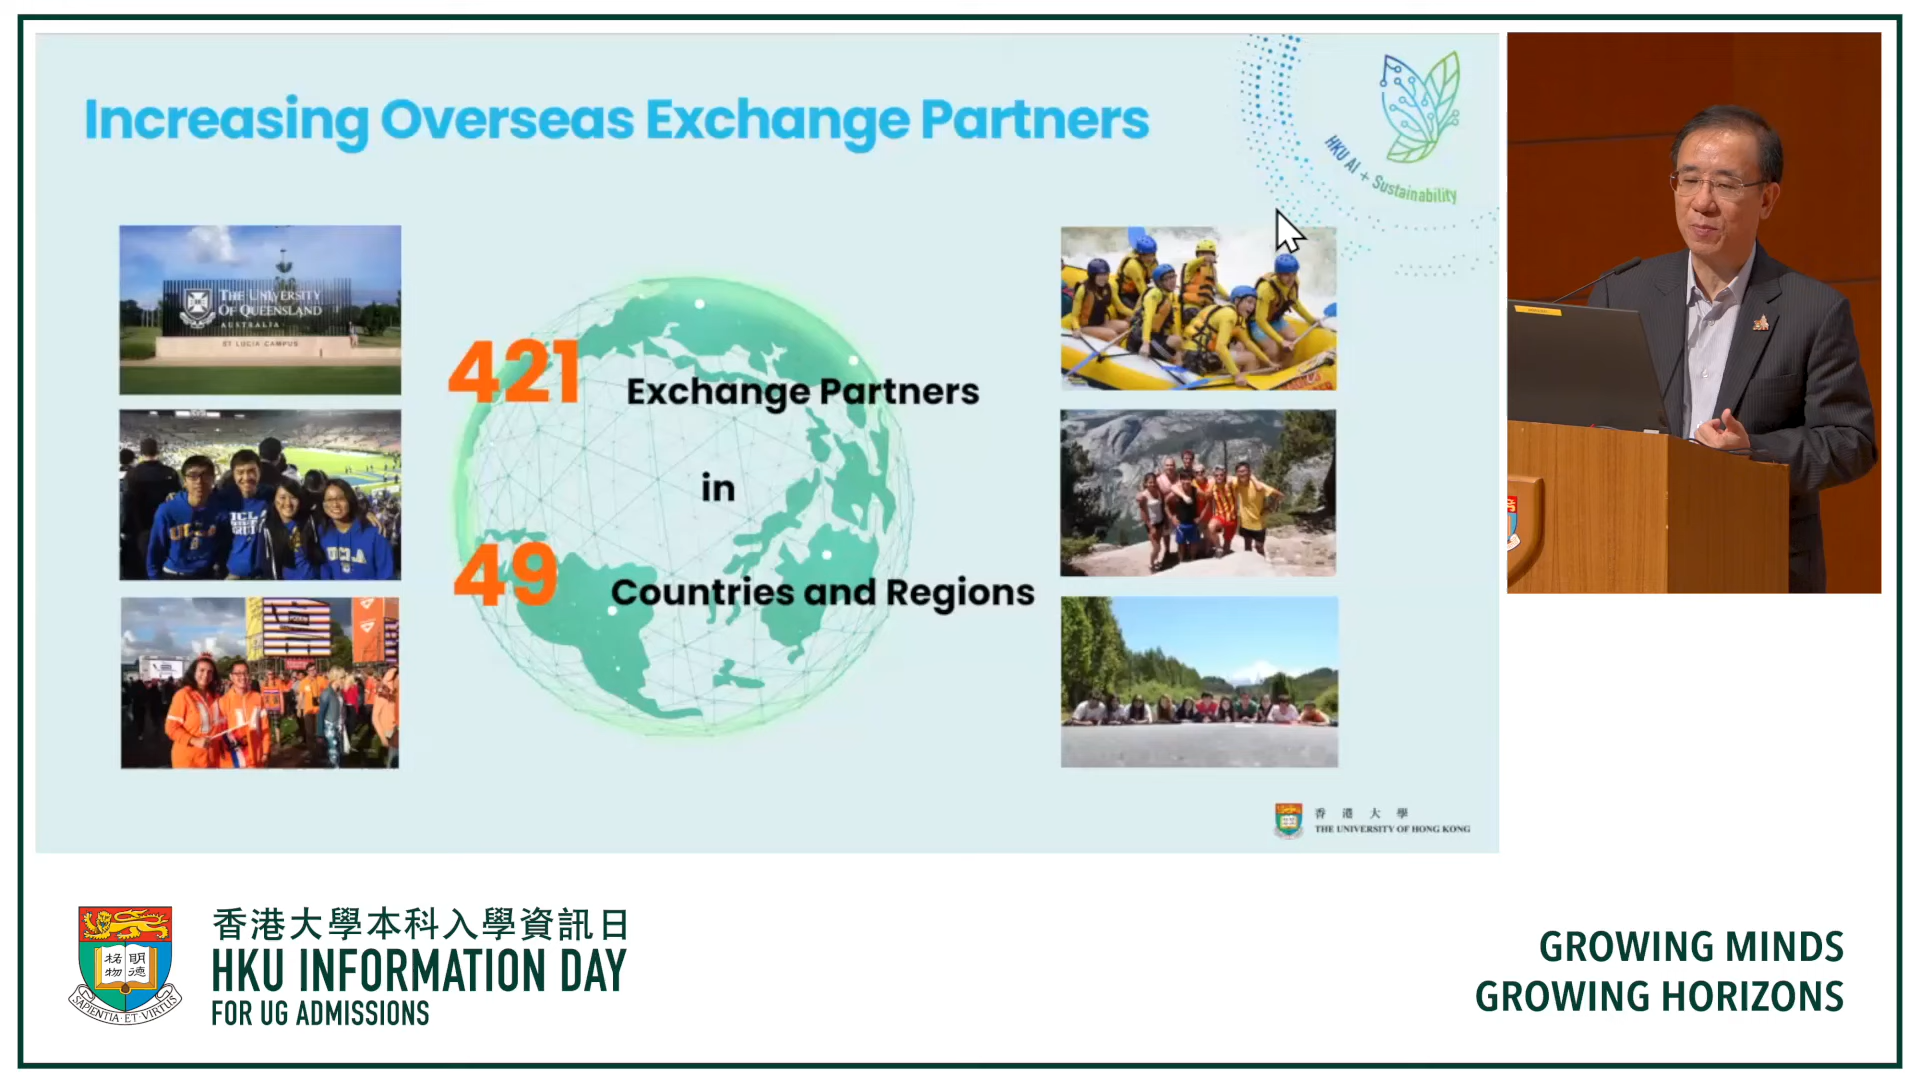 Increasing Overseas Exchange Partners
HKU AI + Sustainability
THE UNIVERSITY
OF QUEENSLAND
AUSTRALIA
ST LUCIA CAMPUS
421
Exchange Partners
in
49
Countries and Regions
UCLA
香港大學
THE UNIVERSITY OF HONG KONG
香港大學本科入學資訊日
HKU INFORMATION DAY
FOR UG ADMISSIONS
明德
格物
SAPIENTIA·ET·VIRTUS
GROWING MINDS
GROWING HORIZONS